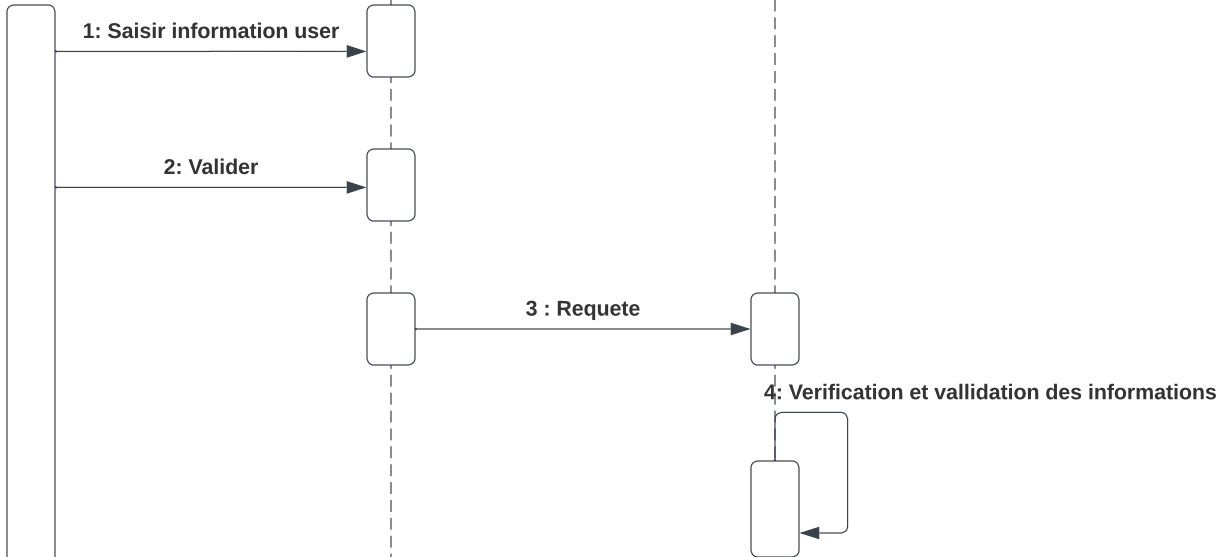 1: Saisir information user
2: Valider
3 : Requete
4: Verification et vallidation des informations